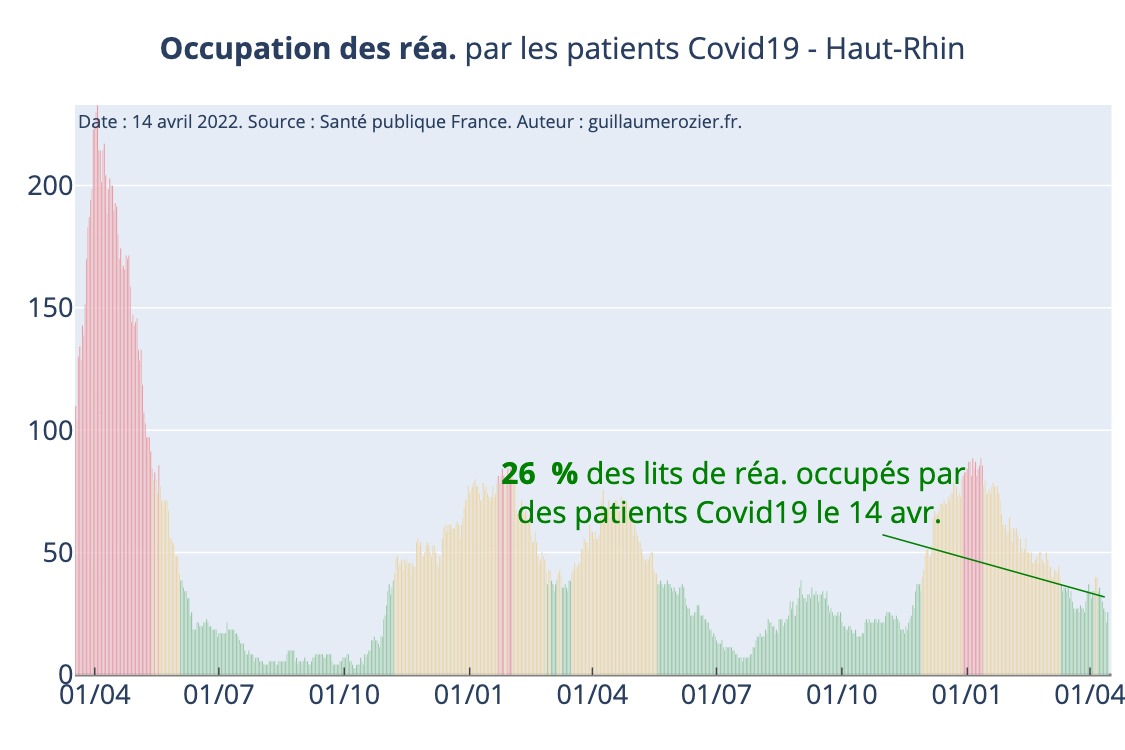 Occupation des réa. par les patients Covid19 - Haut-Rhin
Date : 14 avril 2022. Source : Santé publique France. Auteur : guillaumerozier.fr.
200
150
100
26  % des lits de réa. occupés par
des patients Covid19 le 14 avr.
50
0
01/04 01/07 01/10 01/01 01/04 01/07 01/10 01/01 01/04